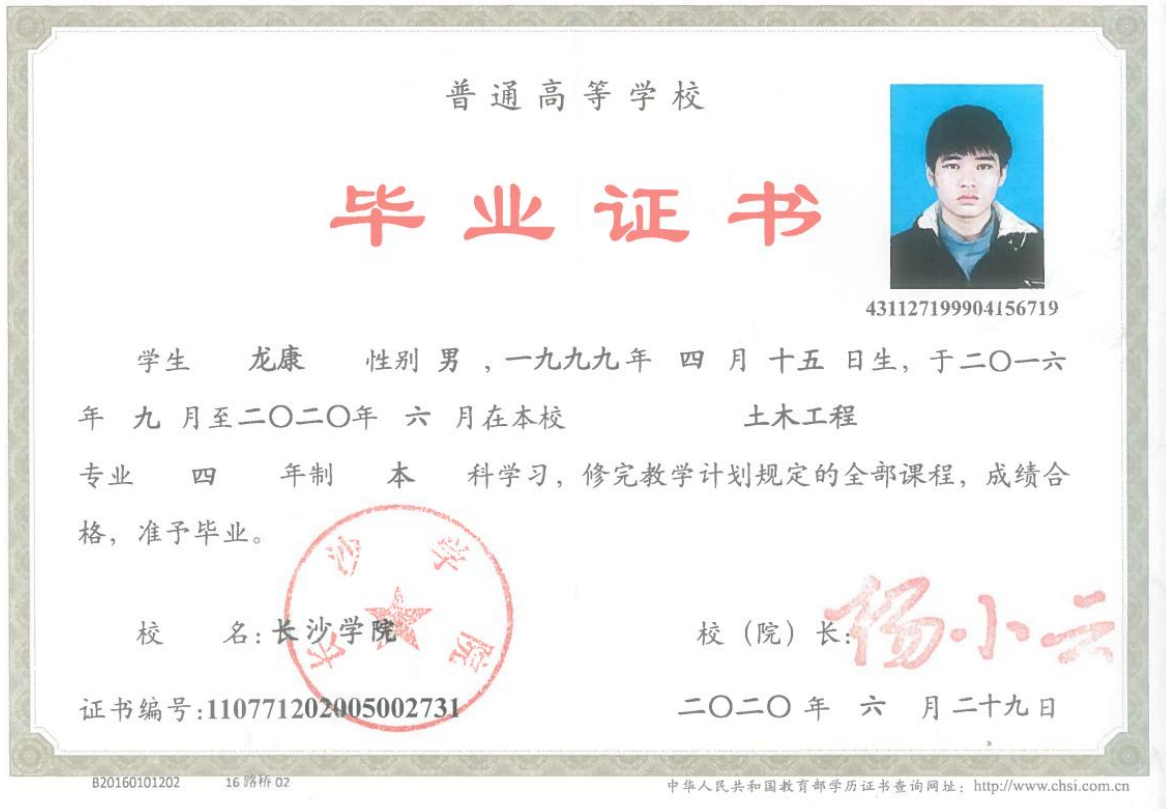 普通高等学校
毕业证书
431127199904156719
学生 龙康 性别 男 ，一九九九年 四 月 十五 日生，于二〇一六
年 九 月至二〇二〇年 六 月在本校 土木工程
专业 四 年制 本 科学习，修完教学计划规定的全部课程，成绩合
格，准予毕业。
长沙学院
校 名：长沙学院
校（院）长：杨小云
证书编号：110771202005002731
二〇二〇 年 六 月 二十九 日
B20160101202 16 路桥 02
中华人民共和国教育部学历证书查询网址：http://www.chsi.com.cn